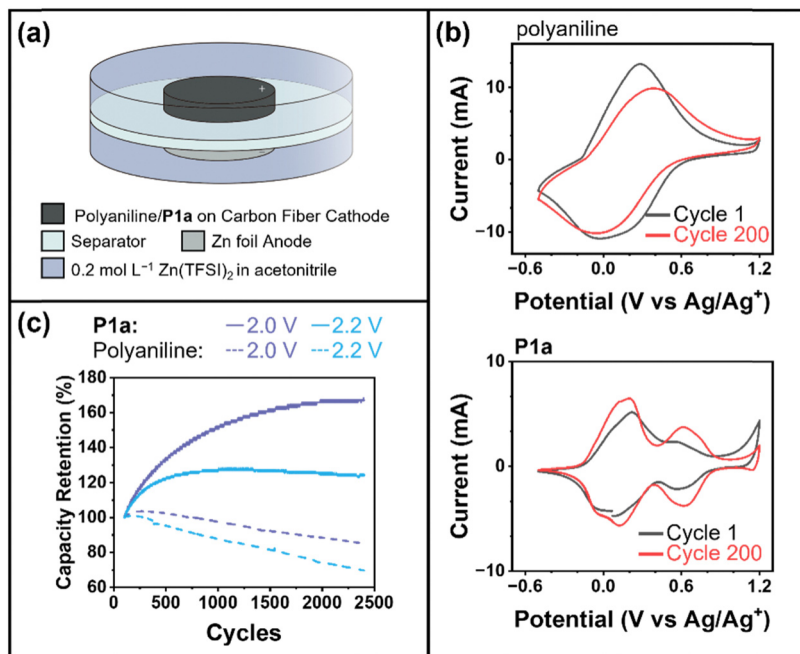 (a)
+
−
Polyaniline/P1a on Carbon Fiber Cathode
Separator
Zn foil Anode
0.2 mol L⁻¹ Zn(TFSI)₂ in acetonitrile
(b)
polyaniline
Current (mA)
10
0
−10
Cycle 1
Cycle 200
−0.6 0.0 0.6 1.2
Potential (V vs Ag/Ag⁺)
P1a
Current (mA)
10
0
−10
Cycle 1
Cycle 200
−0.6 0.0 0.6 1.2
Potential (V vs Ag/Ag⁺)
(c)
P1a: 2.0 V 2.2 V
Polyaniline: 2.0 V 2.2 V
Capacity Retention (%)
180
160
140
120
100
80
60
0 500 1000 1500 2000 2500
Cycles